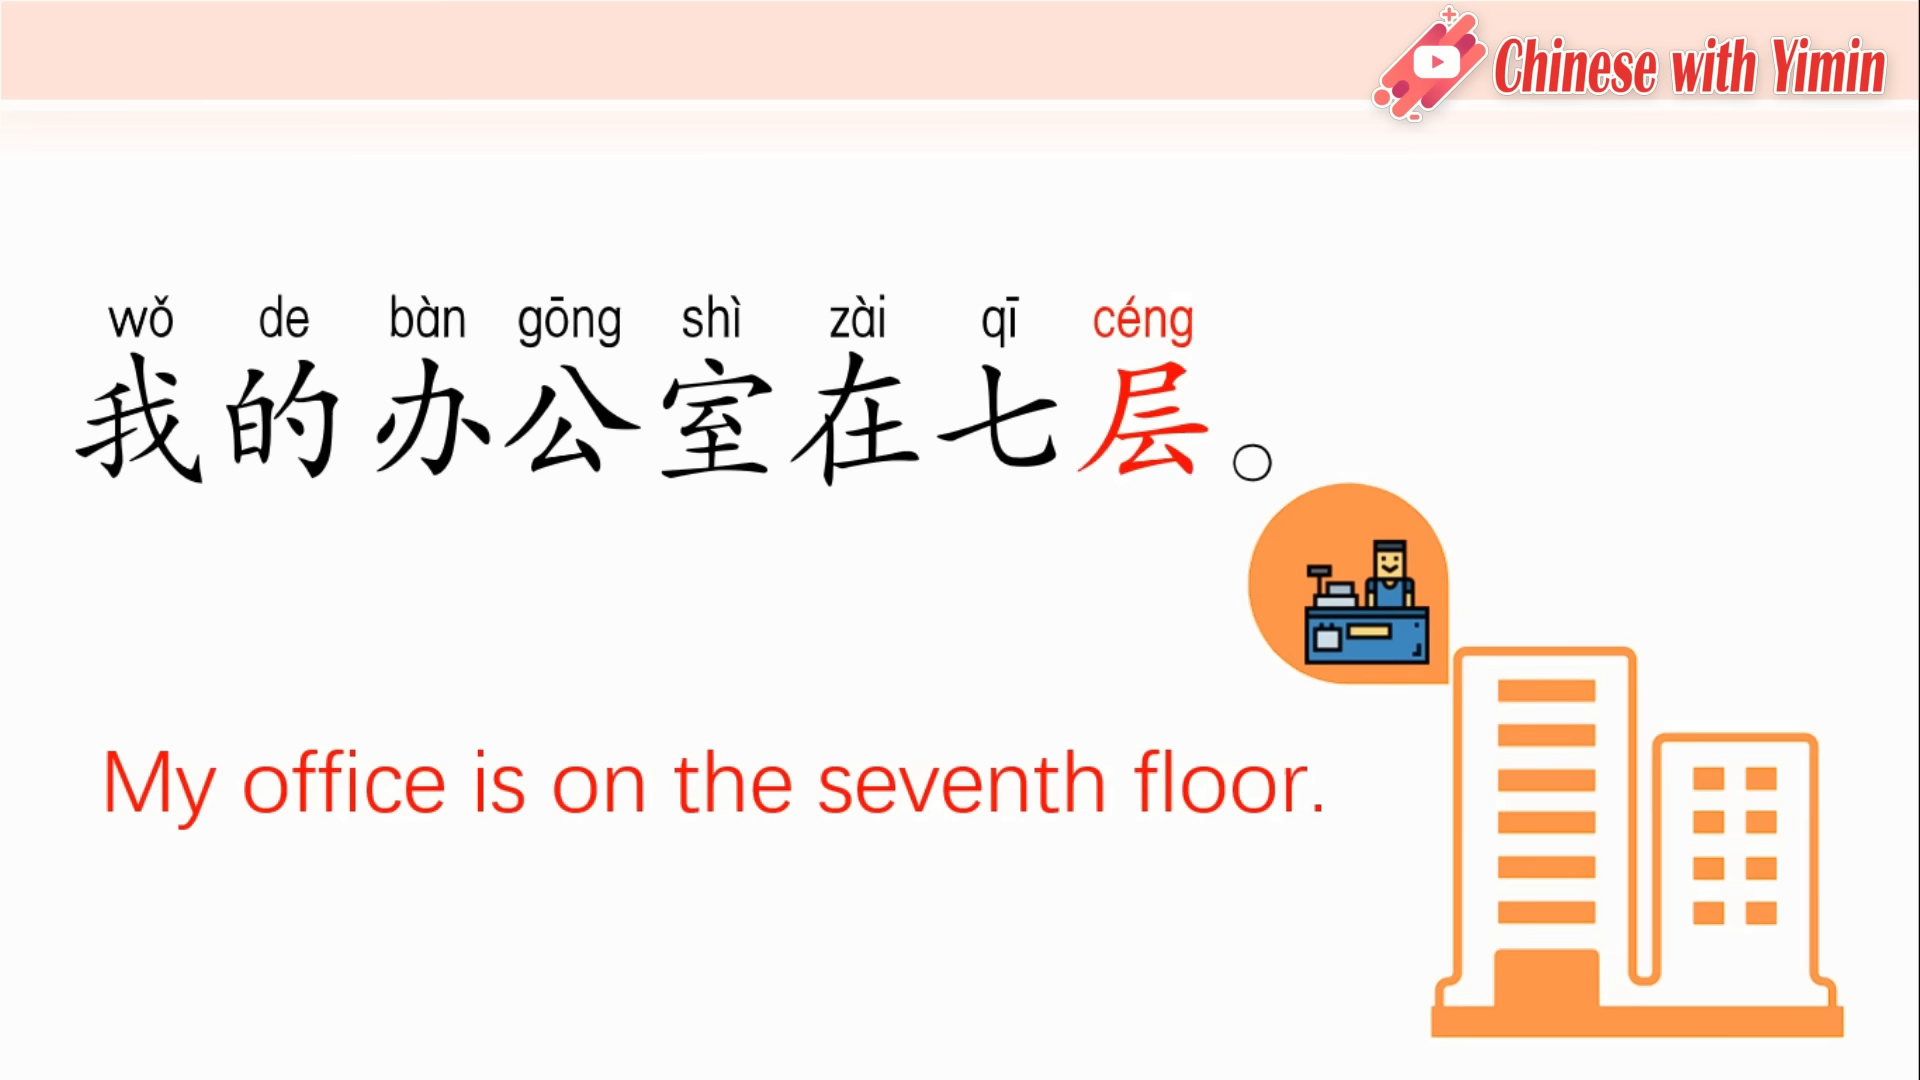 Chinese with Yimin
wǒ de bàn gōng shì zài qī céng
我的办公室在七层。
My office is on the seventh floor.